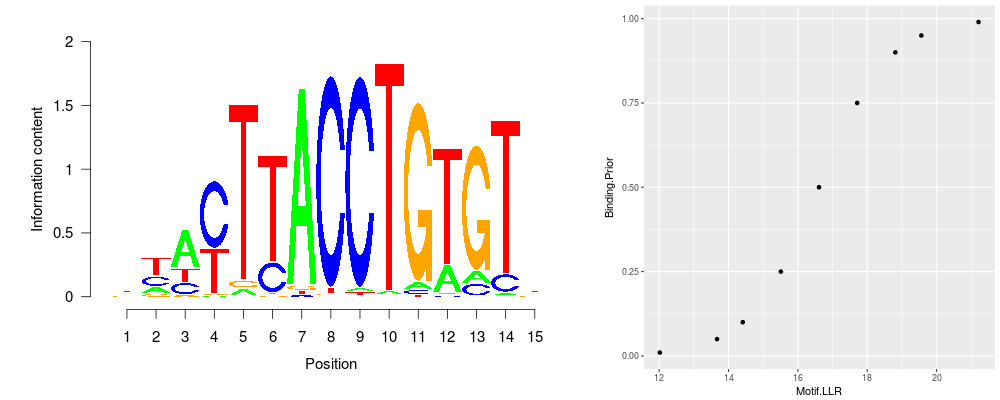 2
1.5
1
0.5
0
Information content
T C A
A T C
C T
T
T C
A
C
C
T
G
T A
G A C
T C
1 2 3 4 5 6 7 8 9 10 11 12 13 14 15
Position
1.00
0.75
0.50
0.25
0.00
Binding.Prior
12 14 16 18 20
Motif.LLR